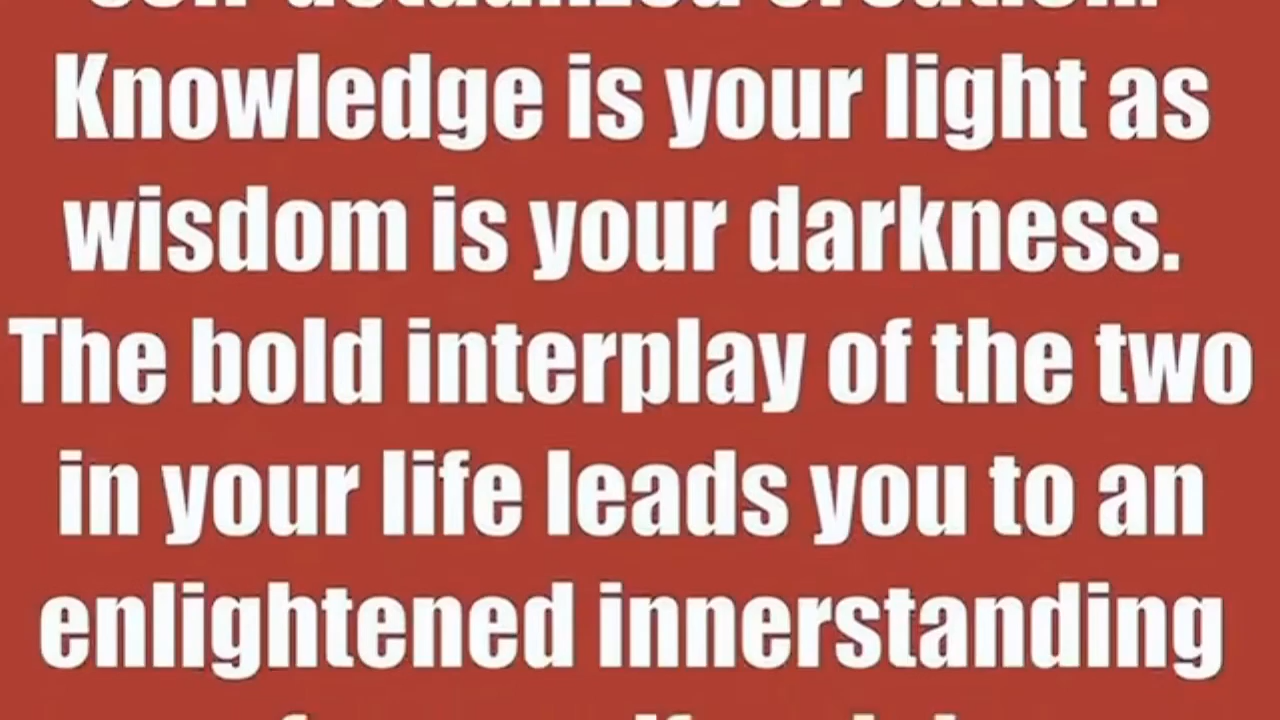 Knowledge is your light as
wisdom is your darkness.
The bold interplay of the two
in your life leads you to an
enlightened innerstanding